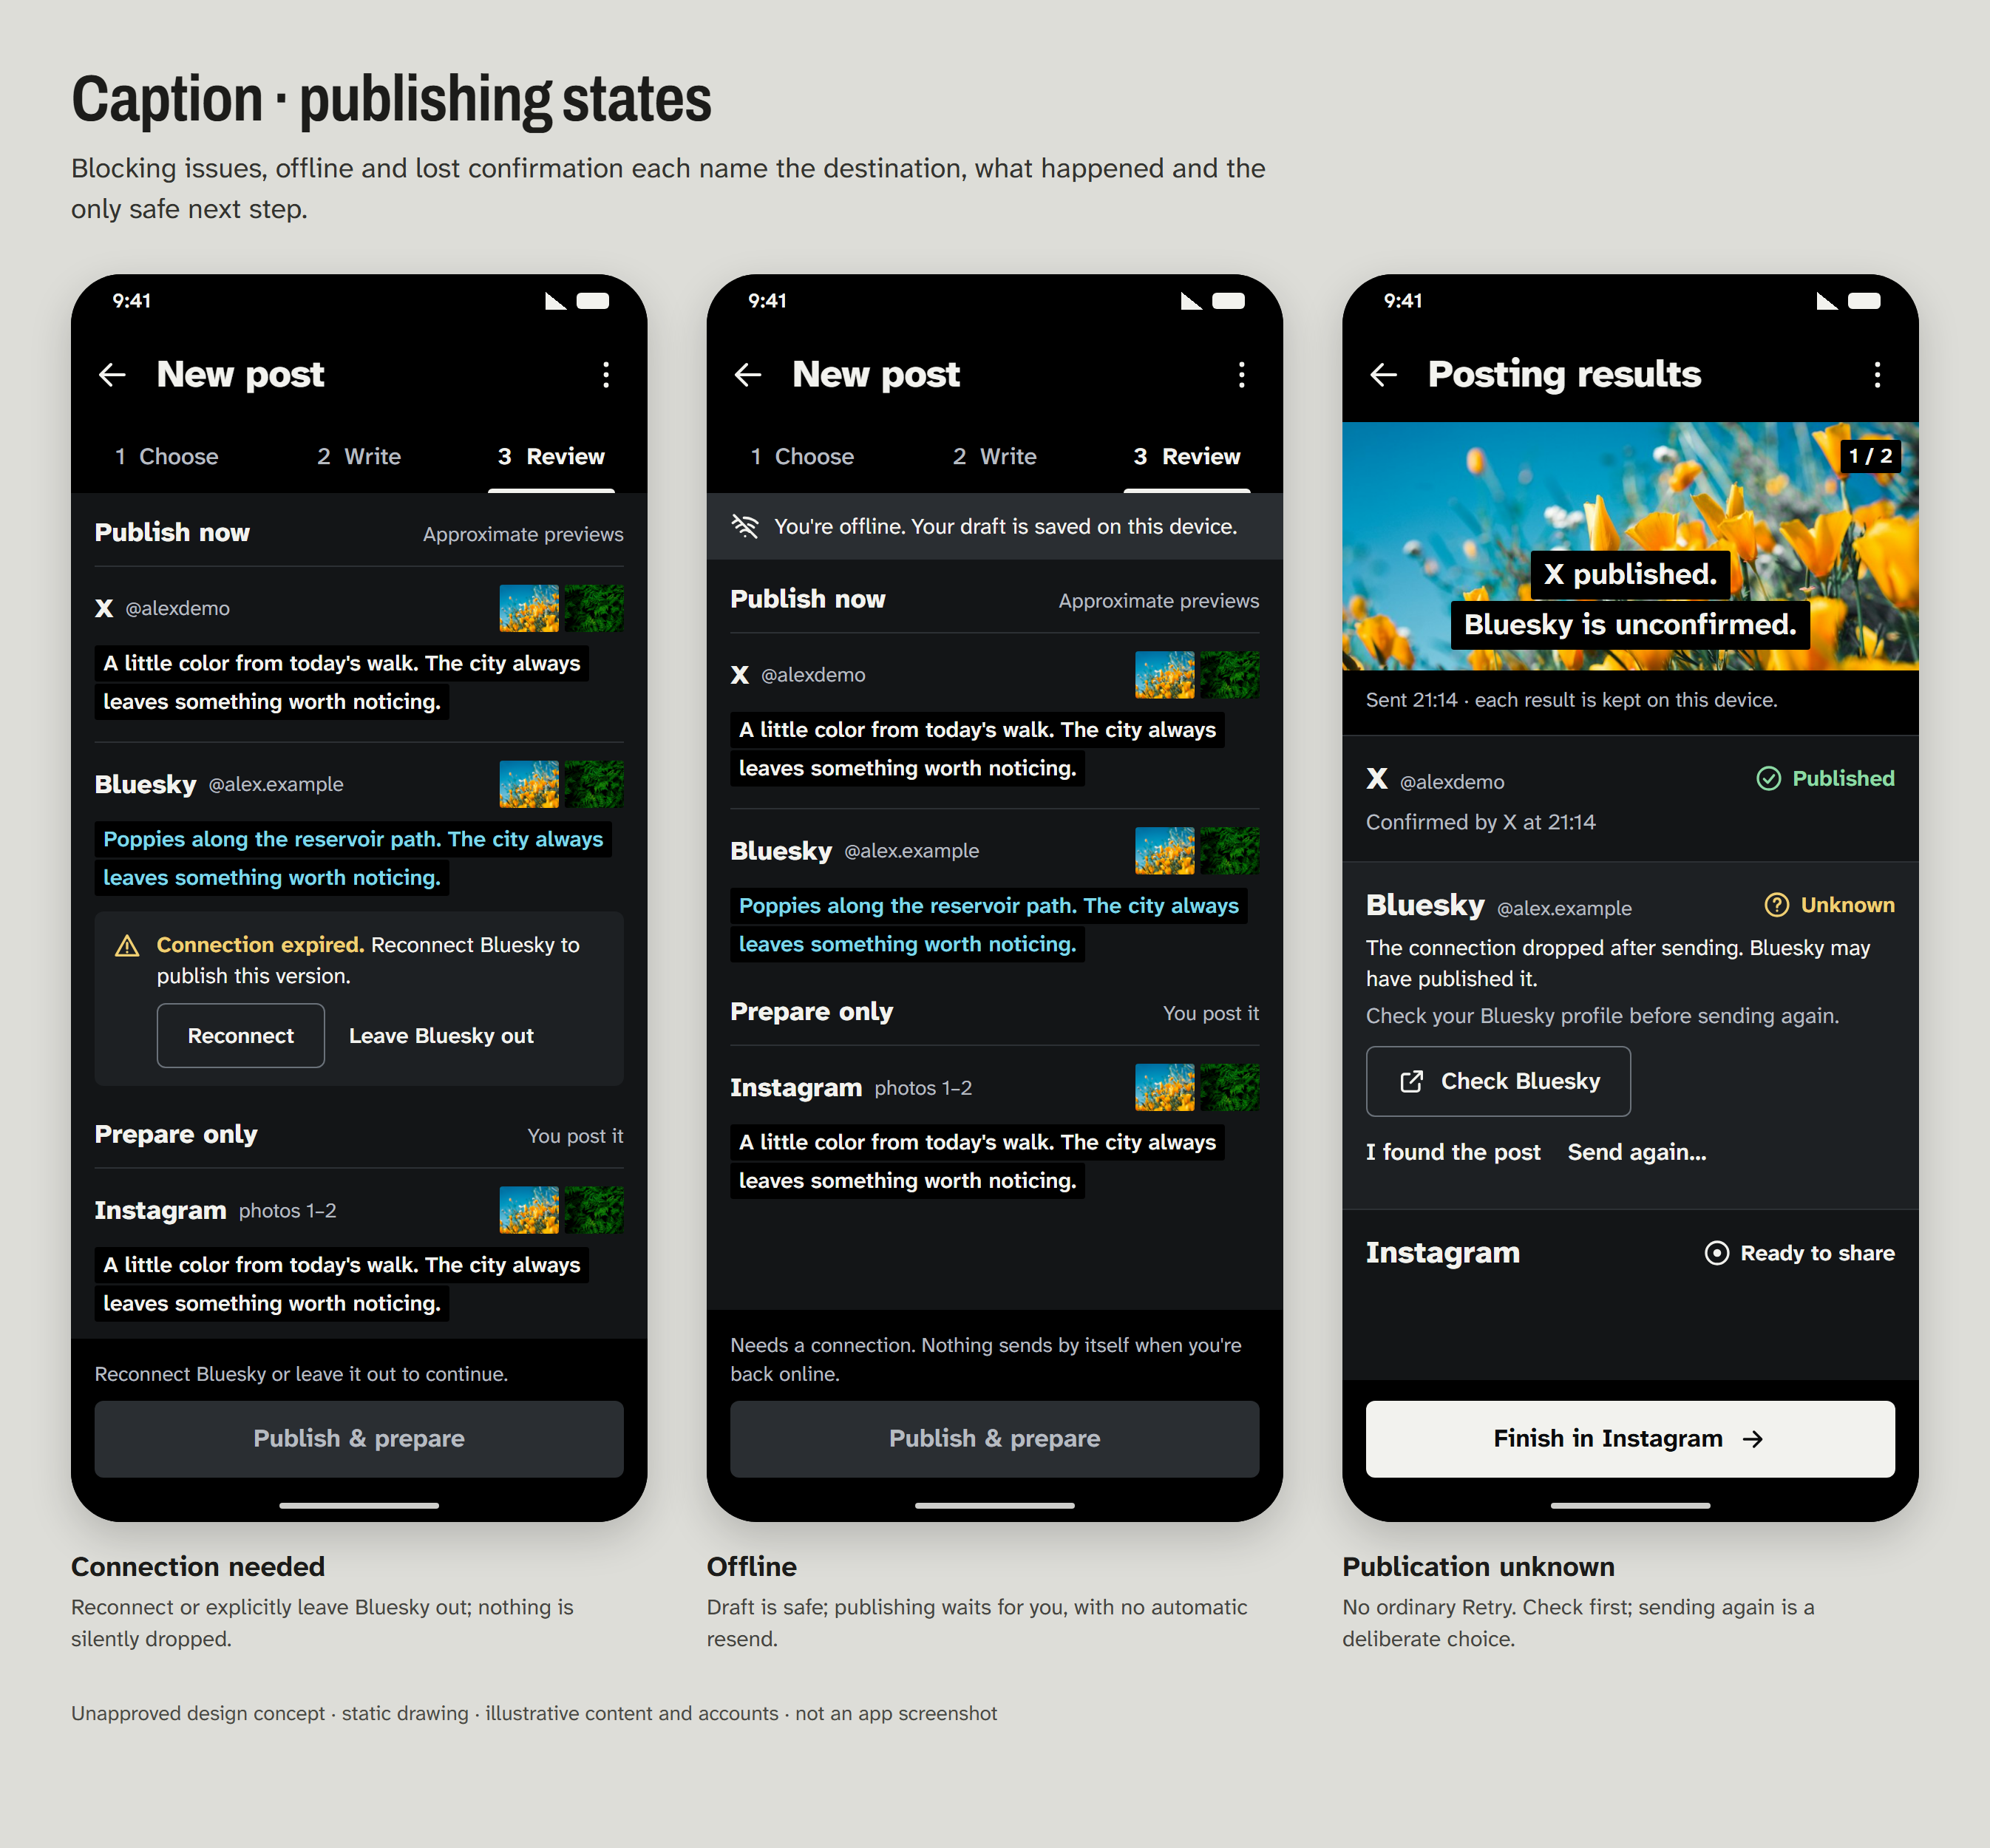 Caption · publishing states
Blocking issues, offline and lost confirmation each name the destination, what happened and the
only safe next step.
9:41
New post
1 Choose
2 Write
3 Review
Publish now
Approximate previews
X @alexdemo
A little color from today's walk. The city always
leaves something worth noticing.
Bluesky @alex.example
Poppies along the reservoir path. The city always
leaves something worth noticing.
Connection expired. Reconnect Bluesky to
publish this version.
Reconnect
Leave Bluesky out
Prepare only
You post it
Instagram photos 1–2
A little color from today's walk. The city always
leaves something worth noticing.
Reconnect Bluesky or leave it out to continue.
Publish & prepare
Connection needed
Reconnect or explicitly leave Bluesky out; nothing is
silently dropped.
9:41
New post
1 Choose
2 Write
3 Review
You're offline. Your draft is saved on this device.
Publish now
Approximate previews
X @alexdemo
A little color from today's walk. The city always
leaves something worth noticing.
Bluesky @alex.example
Poppies along the reservoir path. The city always
leaves something worth noticing.
Prepare only
You post it
Instagram photos 1–2
A little color from today's walk. The city always
leaves something worth noticing.
Needs a connection. Nothing sends by itself when you're
back online.
Publish & prepare
Offline
Draft is safe; publishing waits for you, with no automatic
resend.
9:41
Posting results
1 / 2
X published.
Bluesky is unconfirmed.
Sent 21:14 · each result is kept on this device.
X @alexdemo
Published
Confirmed by X at 21:14
Bluesky @alex.example
Unknown
The connection dropped after sending. Bluesky may
have published it.
Check your Bluesky profile before sending again.
Check Bluesky
I found the post
Send again...
Instagram
Ready to share
Finish in Instagram
Publication unknown
No ordinary Retry. Check first; sending again is a
deliberate choice.
Unapproved design concept · static drawing · illustrative content and accounts · not an app screenshot